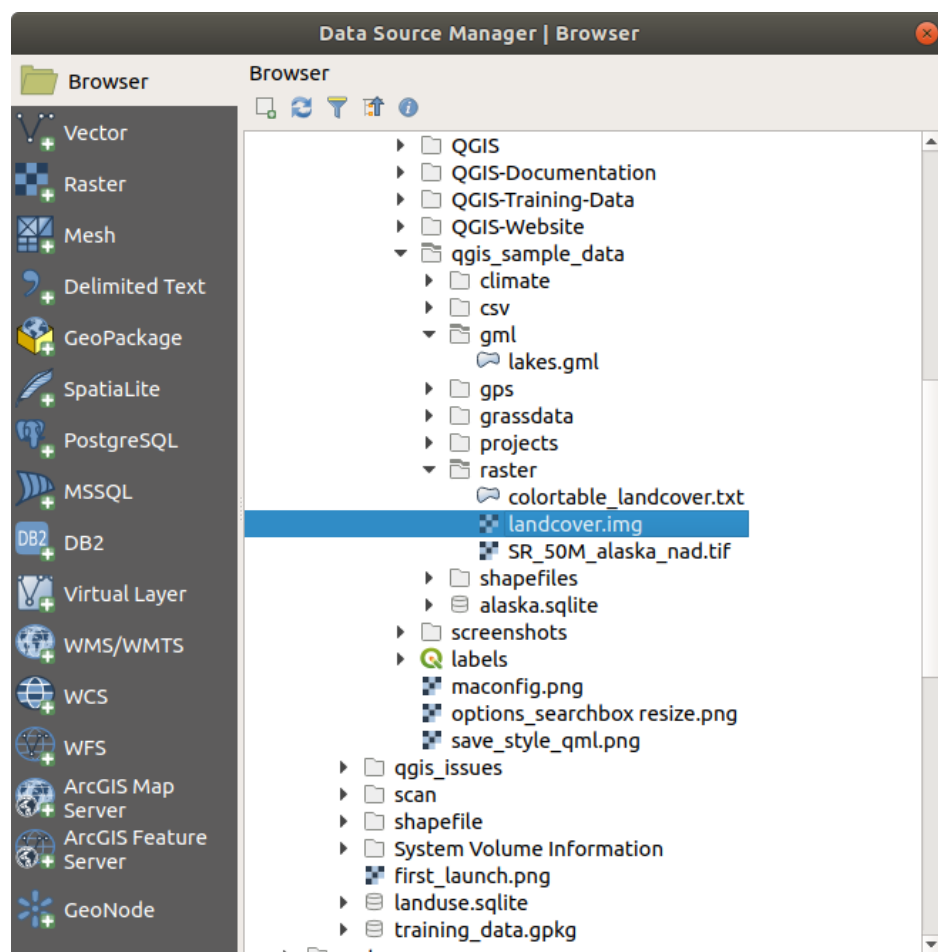 Data Source Manager | Browser
Browser
Vector
Raster
Mesh
Delimited Text
GeoPackage
SpatiaLite
PostgreSQL
MSSQL
DB2
DB2
Virtual Layer
WMS/WMTS
WCS
WFS
ArcGIS Map
Server
ArcGIS Feature
Server
GeoNode
Browser
QGIS
QGIS-Documentation
QGIS-Training-Data
QGIS-Website
qgis_sample_data
climate
csv
gml
lakes.gml
gps
grassdata
projects
raster
colortable_landcover.txt
landcover.img
SR_50M_alaska_nad.tif
shapefiles
alaska.sqlite
screenshots
labels
maconfig.png
options_searchbox resize.png
save_style_qml.png
qgis_issues
scan
shapefile
System Volume Information
first_launch.png
landuse.sqlite
training_data.gpkg